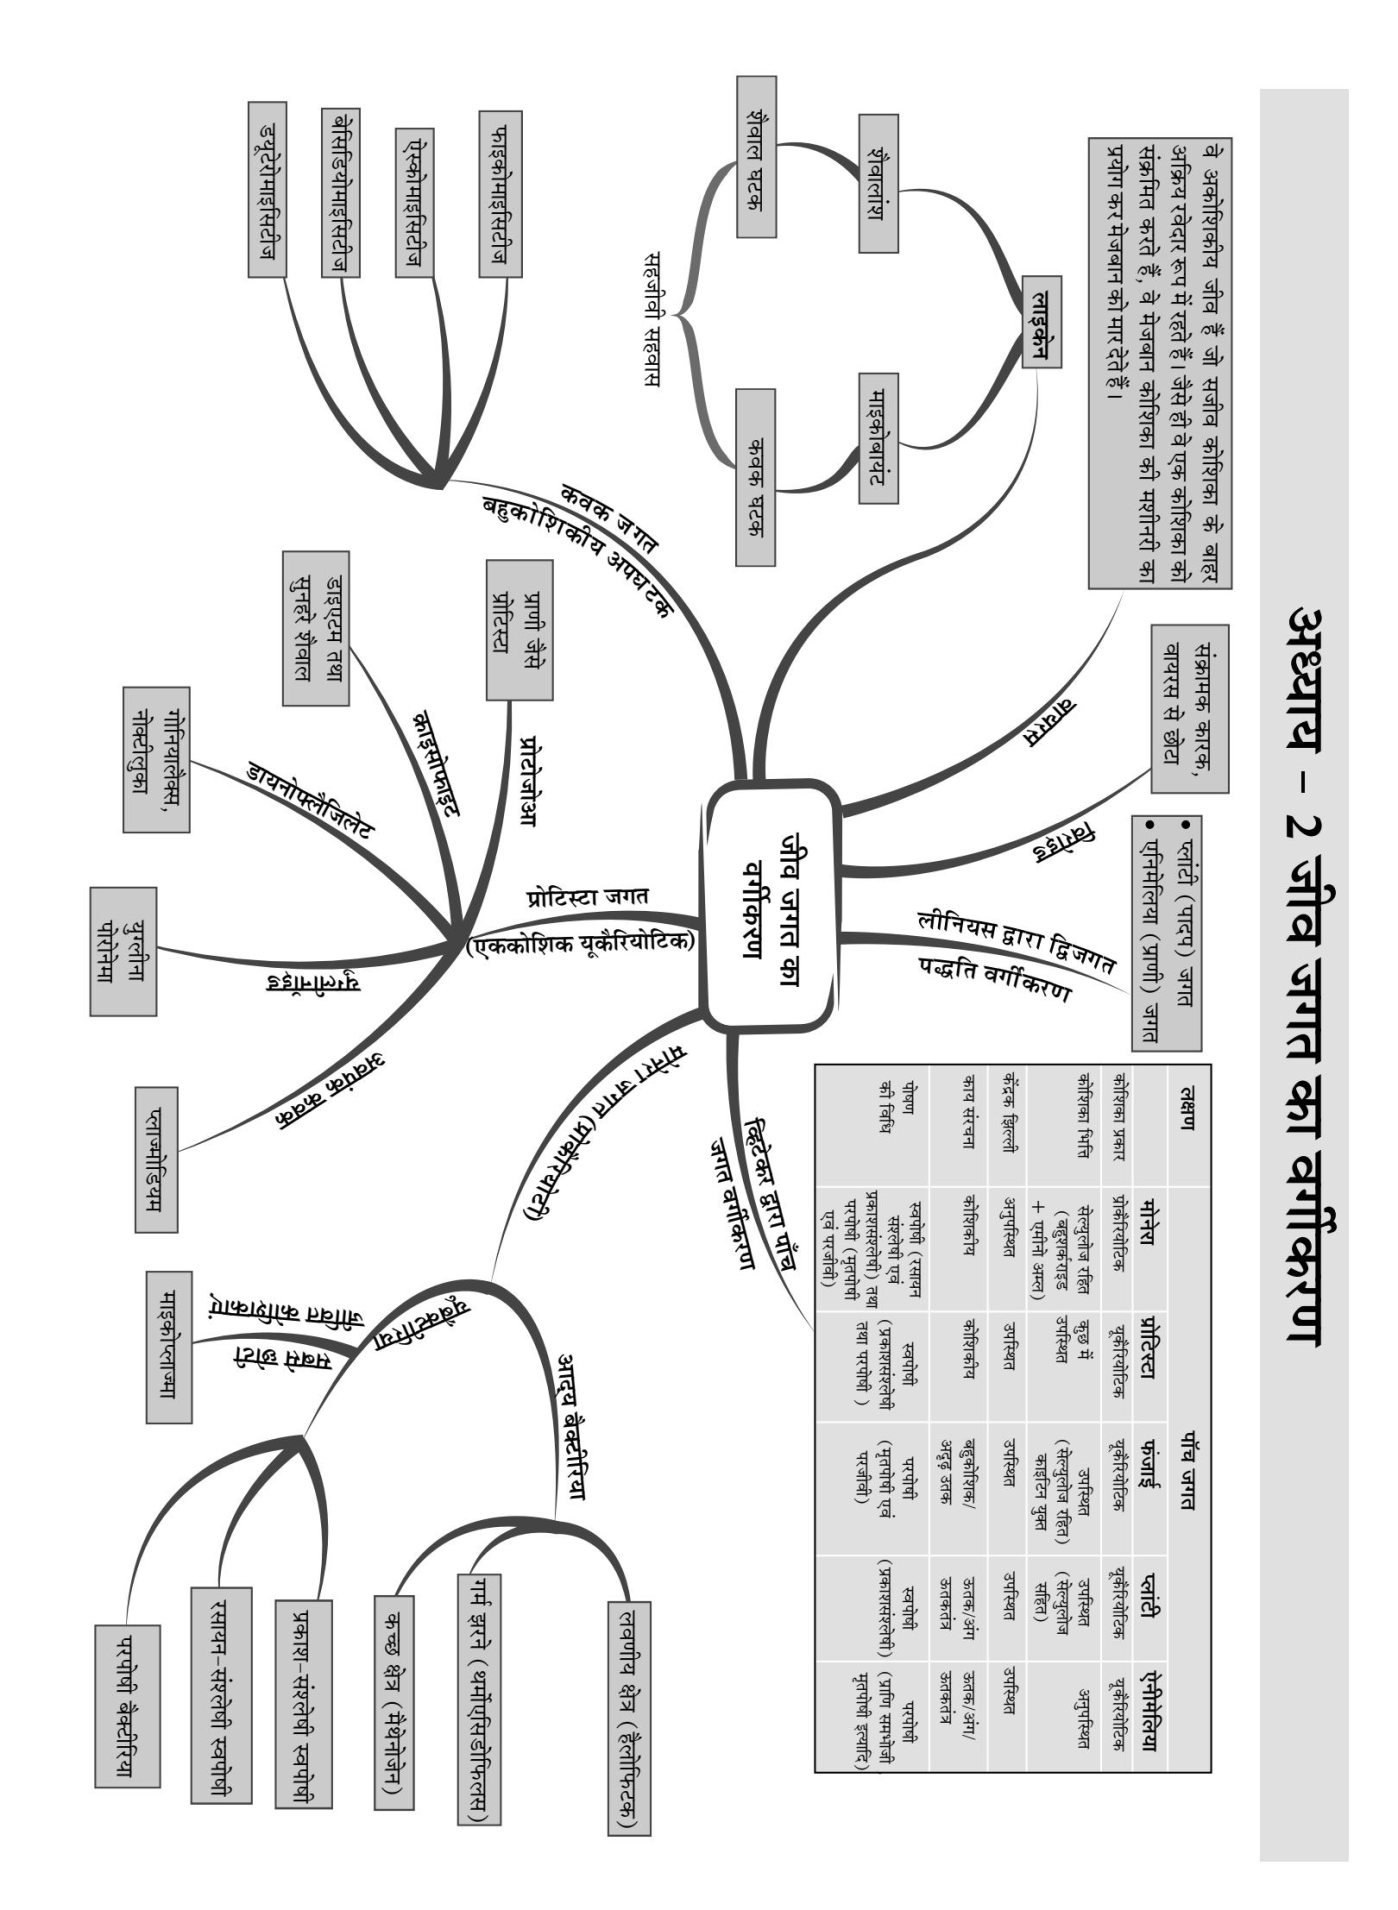 अध्याय – 2 जीव जगत का वर्गीकरण
वे अकोशिकीय जीव हैं जो सजीव कोशिका के बाहर
अक्रिय रवेदार रूप में रहते हैं। जैसे ही वे एक कोशिका को
संक्रमित करते हैं, वे मेजबान कोशिका की मशीनरी का
प्रयोग कर मेजबान को मार देते हैं।
वायरस
संक्रामक कारक,
वायरस से छोटा
विरोइड
• प्लांटी (पादप) जगत
• एनिमेलिया (प्राणी) जगत
लीनियस द्वारा द्विजगत
पद्धति वर्गीकरण
लक्षण
पॉच जगत
मोनेरा
प्रोटिस्टा
फंजाई
प्लांटी
ऐनीमेलिया
कोशिका प्रकार
प्रोकैरियोटिक
यूकैरियोटिक
यूकैरियोटिक
यूकैरियोटिक
यूकैरियोटिक
कोशिका भित्ति
सेल्युलोज रहित
(बहुशर्कराइड
+ एमीनो अम्ल)
कुछ में
उपस्थित
उपस्थित
(सेल्युलोज रहित)
काइटिन युक्त
उपस्थित
(सेल्युलोज
सहित)
अनुपस्थित
केंद्रक झिल्ली
अनुपस्थित
उपस्थित
उपस्थित
उपस्थित
उपस्थित
काय संरचना
कोशिकीय
कोशिकीय
बहुकोशिक/
अदृढ़ उतक
ऊतक/अंग
ऊतकतंत्र
ऊतक/अंग/
ऊतकतंत्र
पोषण
की विधि
स्वपोषी (रसायन
संश्लेषी एवं
प्रकाशसंश्लेषी) तथा
परपोषी (मृतपोषी
एवं परजीवी)
स्वपोषी
(प्रकाशसंश्लेषी
तथा परपोषी )
परपोषी
(मृतपोषी एवं
परजीवी)
स्वपोषी
(प्रकाशसंश्लेषी)
परपोषी
(प्राणि समभोजी
मृतपोषी इत्यादि)
व्हिटेकर द्वारा पाँच
जगत वर्गीकरण
जीव जगत का
वर्गीकरण
लाइकेन
शैवालांश
माइकोबायंट
शैवाल घटक
कवक घटक
सहजीवी सहवास
कवक जगत
बहुकोशिकीय अपघटक
फाइकोमाइसिटीज
ऐस्कोमाइसिटीज
बेसिडियोमाइसिटीज
ड्यूटेरोमाइसिटीज
प्रोटिस्टा जगत
(एककोशिक यूकैरियोटिक)
प्रोटोजोआ
प्राणी जैसे
प्रोटिस्टा
क्राइसोफाइट
डाइएटम तथा
सुनहरे शैवाल
डायनोफ्लैजिलेट
गोनियालैक्स,
नोक्टीलुका
यूग्लीनॉइड
युग्लीना
पोरोनेमा
अवपंक कवक
प्लाज्मोडियम
मोनेरा जगत (प्रोकैरियोटी)
आद्य बैक्टीरिया
लवणीय क्षेत्र (हैलोफिटक)
गर्म झरने (थर्मोएसिडोफिलस)
कच्छ क्षेत्र (मैथेनोजेन)
यूबैक्टीरिया
सबसे छोटी
जीवित कोशिकाएं
माइकोप्लाज्मा
प्रकाश-संश्लेषी स्वपोषी
रसायन-संश्लेषी स्वपोषी
परपोषी बैक्टीरिया